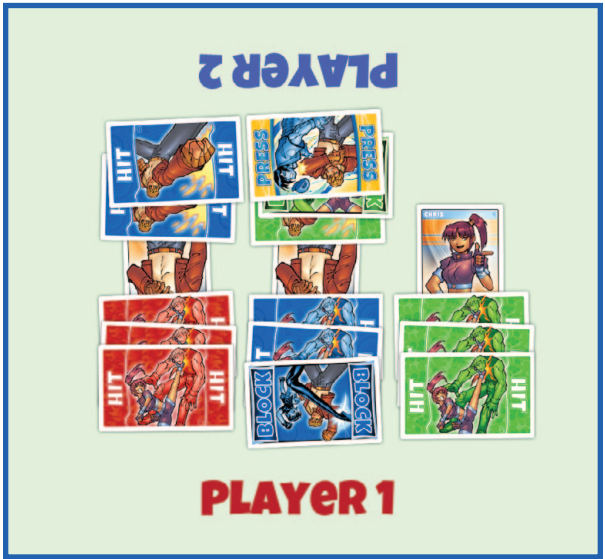 PLAYER 2
HIT HIT
PRESS PRESS
H
K
CHRIS
H
H
T
HIT HIT
BLOCK BLOCK
HIT HIT
PLAYER 1